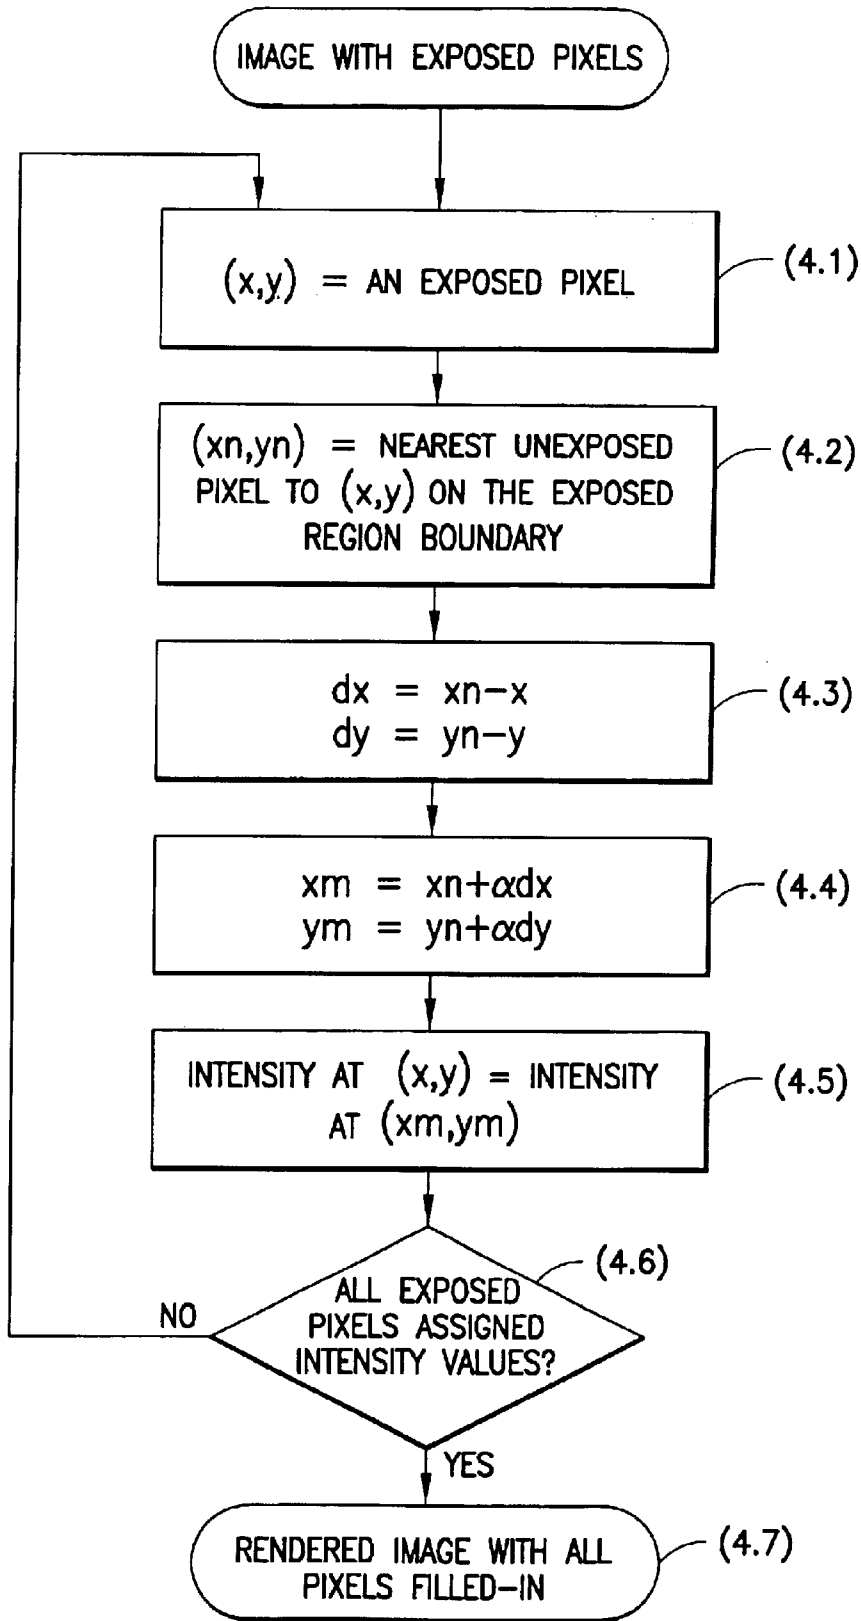 IMAGE WITH EXPOSED PIXELS
(x,y) = AN EXPOSED PIXEL
(4.1)
(xn,yn) = NEAREST UNEXPOSED
PIXEL TO (x,y) ON THE EXPOSED
REGION BOUNDARY
(4.2)
dx = xn-x
dy = yn-y
(4.3)
xm = xn+αdx
ym = yn+αdy
(4.4)
INTENSITY AT (x,y) = INTENSITY
AT (xm,ym)
(4.5)
ALL EXPOSED
PIXELS ASSIGNED
INTENSITY VALUES?
(4.6)
NO
YES
RENDERED IMAGE WITH ALL
PIXELS FILLED-IN
(4.7)